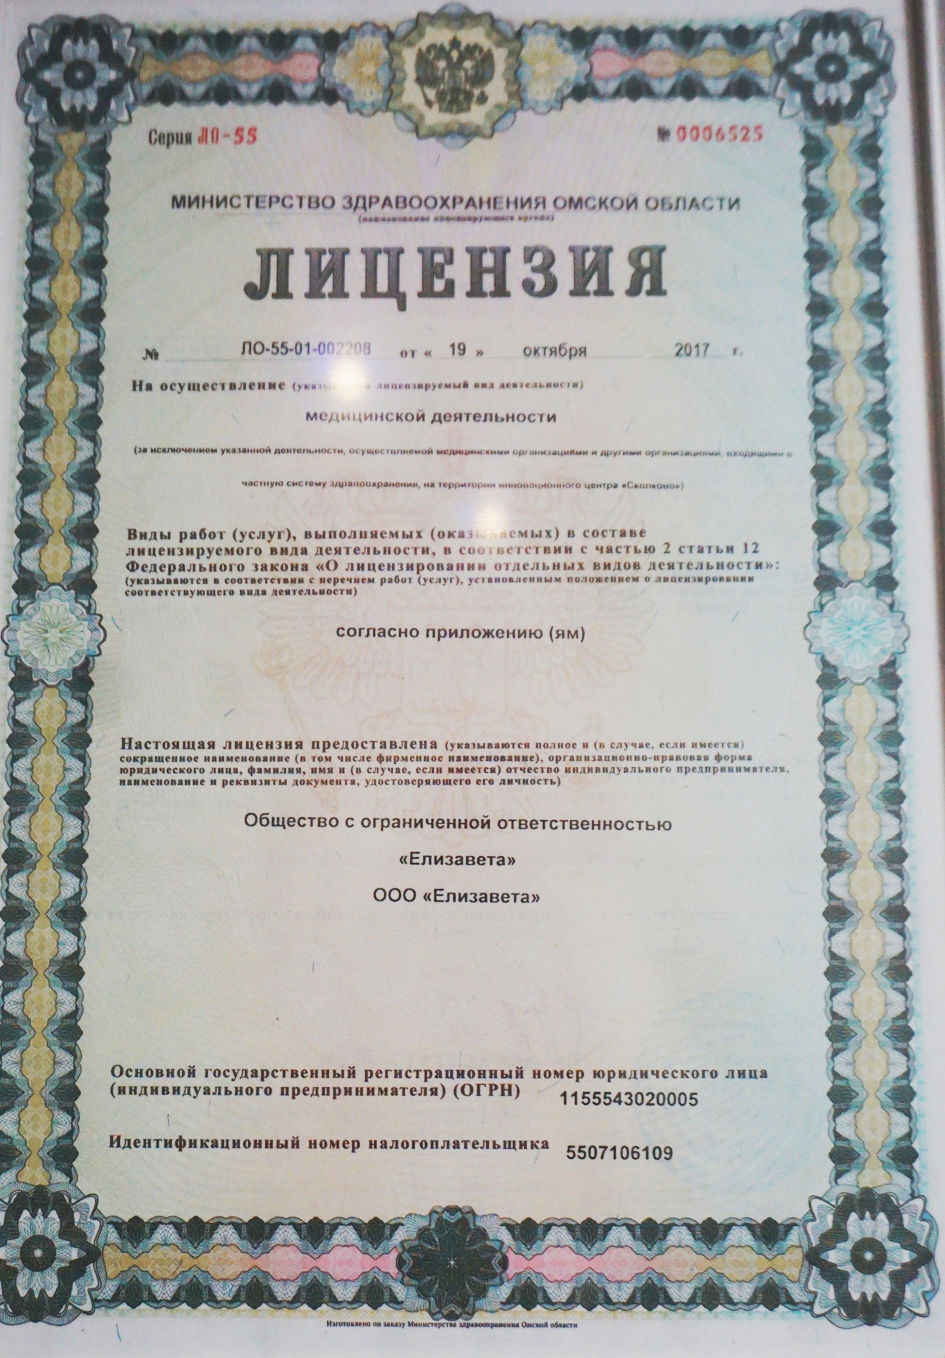 Серия ЛО-55 № 0006525
МИНИСТЕРСТВО ЗДРАВООХРАНЕНИЯ ОМСКОЙ ОБЛАСТИ
(наименование лицензирующего органа)
ЛИЦЕНЗИЯ
№ ЛО-55-01-002208 от « 19 » октября 2017 г.
На осуществление (указывается лицензируемый вид деятельности)
медицинской деятельности
(за исключением указанной деятельности, осуществляемой медицинскими организациями и другими организациями, входящими в
частную систему здравоохранения, на территории инновационного центра «Сколково»)
Виды работ (услуг), выполняемых (оказываемых) в составе
лицензируемого вида деятельности, в соответствии с частью 2 статьи 12
Федерального закона «О лицензировании отдельных видов деятельности»:
(указываются в соответствии с перечнем работ (услуг), установленным положением о лицензировании
соответствующего вида деятельности)
согласно приложению (ям)
Настоящая лицензия предоставлена (указываются полное и (в случае, если имеется)
сокращенное наименование (в том числе фирменное наименование), организационно-правовая форма
юридического лица, фамилия, имя и (в случае, если имеется) отчество индивидуального предпринимателя,
наименование и реквизиты документа, удостоверяющего его личность)
Общество с ограниченной ответственностью
«Елизавета»
ООО «Елизавета»
Основной государственный регистрационный номер юридического лица
(индивидуального предпринимателя) (ОГРН) 1155543020005
Идентификационный номер налогоплательщика 5507106109
Изготовлено по заказу Министерства здравоохранения Омской области